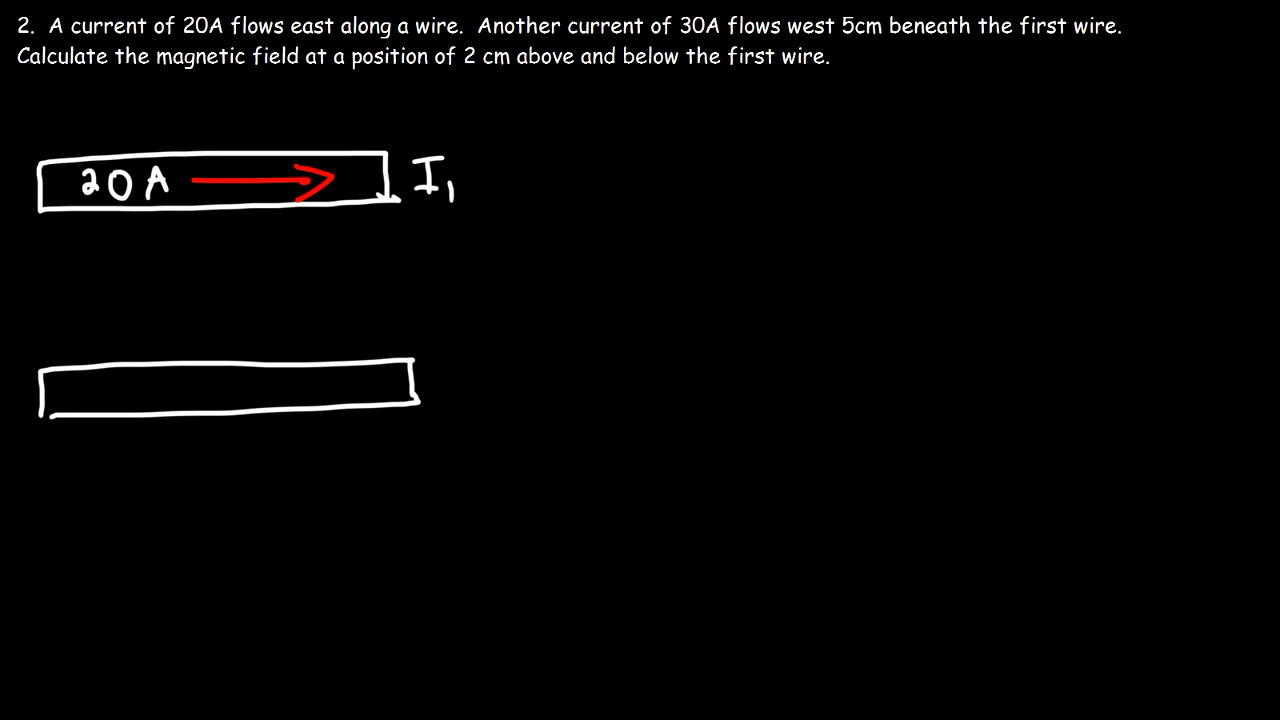 2. A current of 20A flows east along a wire. Another current of 30A flows west 5cm beneath the first wire.
Calculate the magnetic field at a position of 2 cm above and below the first wire.
20 A I₁